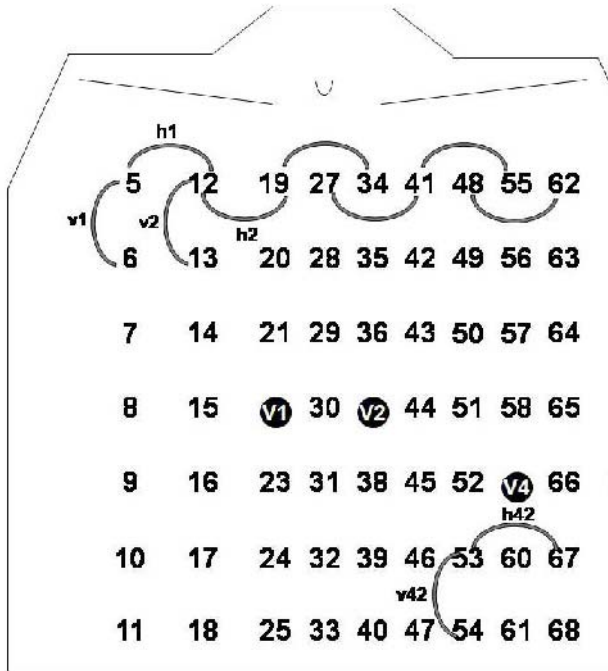 h1
5 12 19 27 34 41 48 55 62
v1 v2 h2
6 13 20 28 35 42 49 56 63
7 14 21 29 36 43 50 57 64
8 15 V1 30 V2 44 51 58 65
9 16 23 31 38 45 52 V4 66
h42
10 17 24 32 39 46 53 60 67
v42
11 18 25 33 40 47 54 61 68